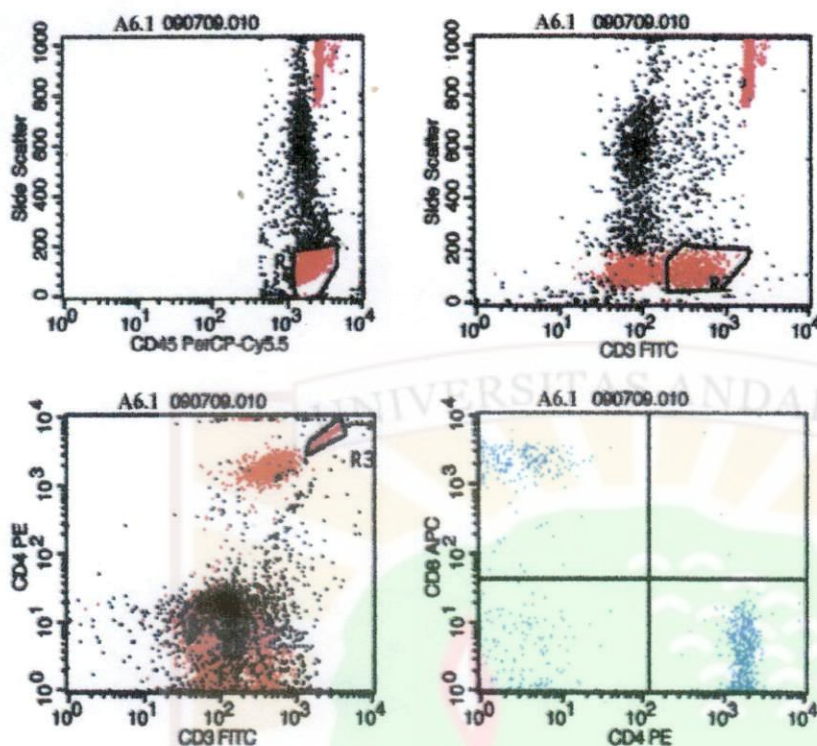 A6.1 090709.010
Side Scatter
1000
800
600
400
200
0
R
10^0 10^1 10^2 10^3 10^4
CD45 PerCP-Cy5.5
A6.1 090709.010
Side Scatter
1000
800
600
400
200
0
10^0 10^1 10^2 10^3 10^4
CD3 FITC
UNIVERSITAS ANDA
A6.1 090709.010
CD4 PE
10^4
10^3
10^2
10^1
10^0
R3
10^0 10^1 10^2 10^3 10^4
CD3 FITC
A6.1 090709.010
CD8 APC
10^4
10^3
10^2
10^1
10^0
10^0 10^1 10^2 10^3 10^4
CD4 PE